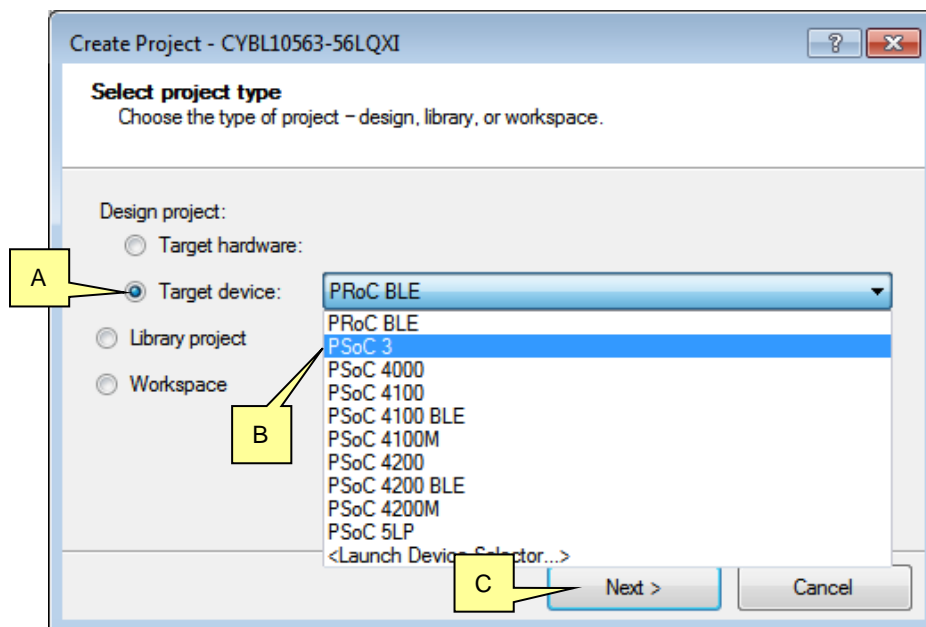 Create Project - CYBL10563-56LQXI
Select project type
Choose the type of project – design, library, or workspace.
Design project:
Target hardware:
A
Target device: PRoC BLE
PRoC BLE
Library project
PSoC 3
PSoC 4000
Workspace
PSoC 4100
PSoC 4100 BLE
B
PSoC 4100M
PSoC 4200
PSoC 4200 BLE
PSoC 4200M
PSoC 5LP
<Launch Device Selector...>
C
Next >
Cancel